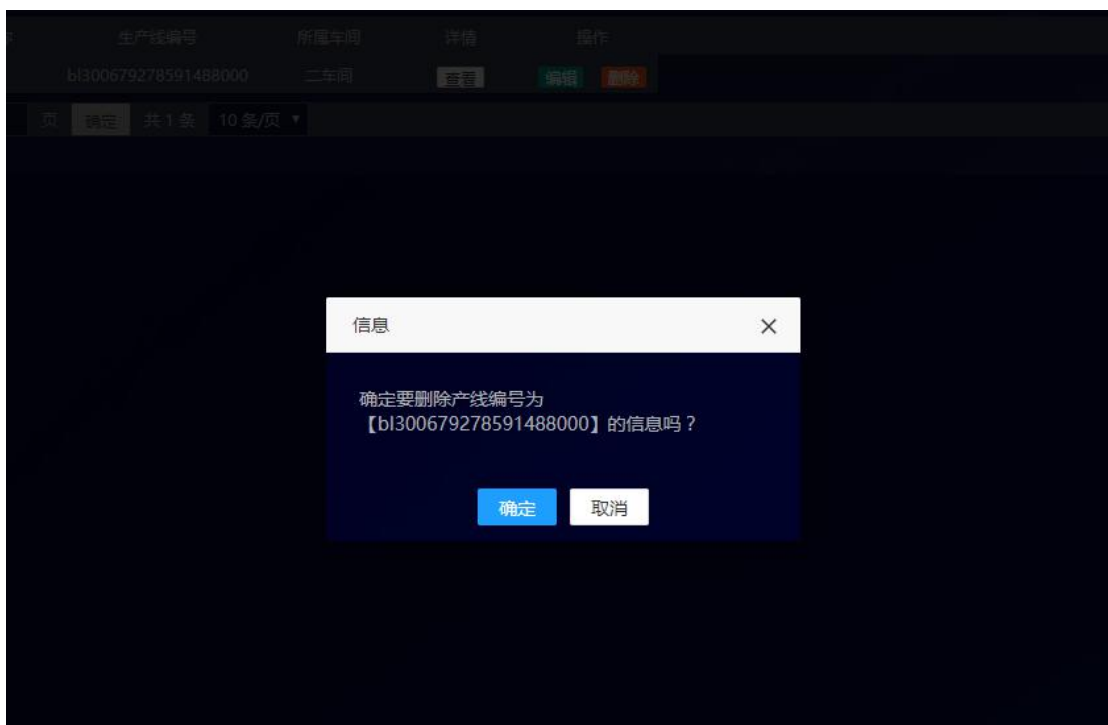 生产线编号 所属车间 详情 操作
bl300679278591488000 二车间 查看 编辑 删除
页 确定 共 1 条 10 条/页
信息
确定要删除产线编号为
【bl300679278591488000】的信息吗？
确定 取消